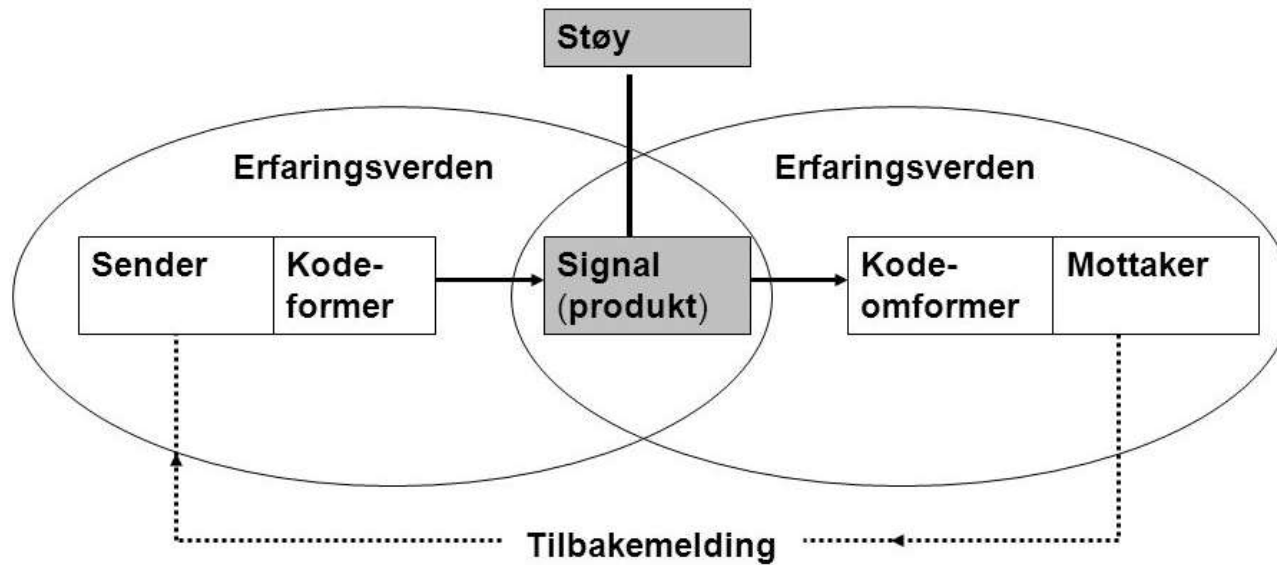 Støy
Erfaringsverden
Erfaringsverden
Sender
Kode-
former
Signal
(produkt)
Kode-
omformer
Mottaker
Tilbakemelding